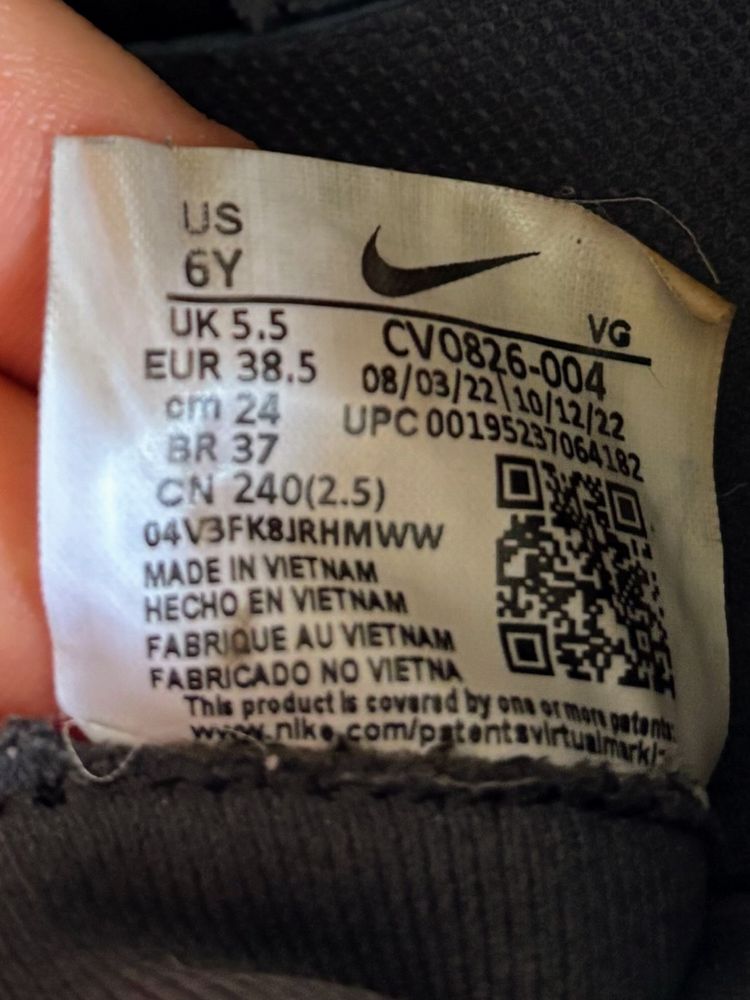 US
6Y
VG
UK 5.5
EUR 38.5
cm 24
BR 37
CN 240(2.5)
CV0826-004
08/03/22\10/12/22
UPC 00195237064182
04V3FK8JRHMWW
MADE IN VIETNAM
HECHO EN VIETNAM
FABRIQUE AU VIETNAM
FABRICADO NO VIETNA
This product is covered by one or more patents.
www.nike.com/patentsvirtualmark/